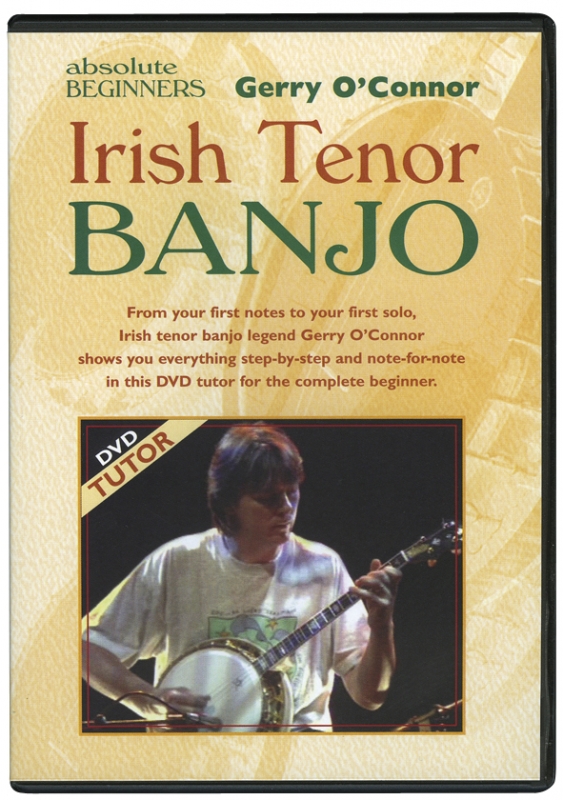 absolute
BEGINNERS
Gerry O'Connor
Irish Tenor
BANJO
From your first notes to your first solo,
Irish tenor banjo legend Gerry O'Connor
shows you everything step-by-step and note-for-note
in this DVD tutor for the complete beginner.
DVD
TUTOR